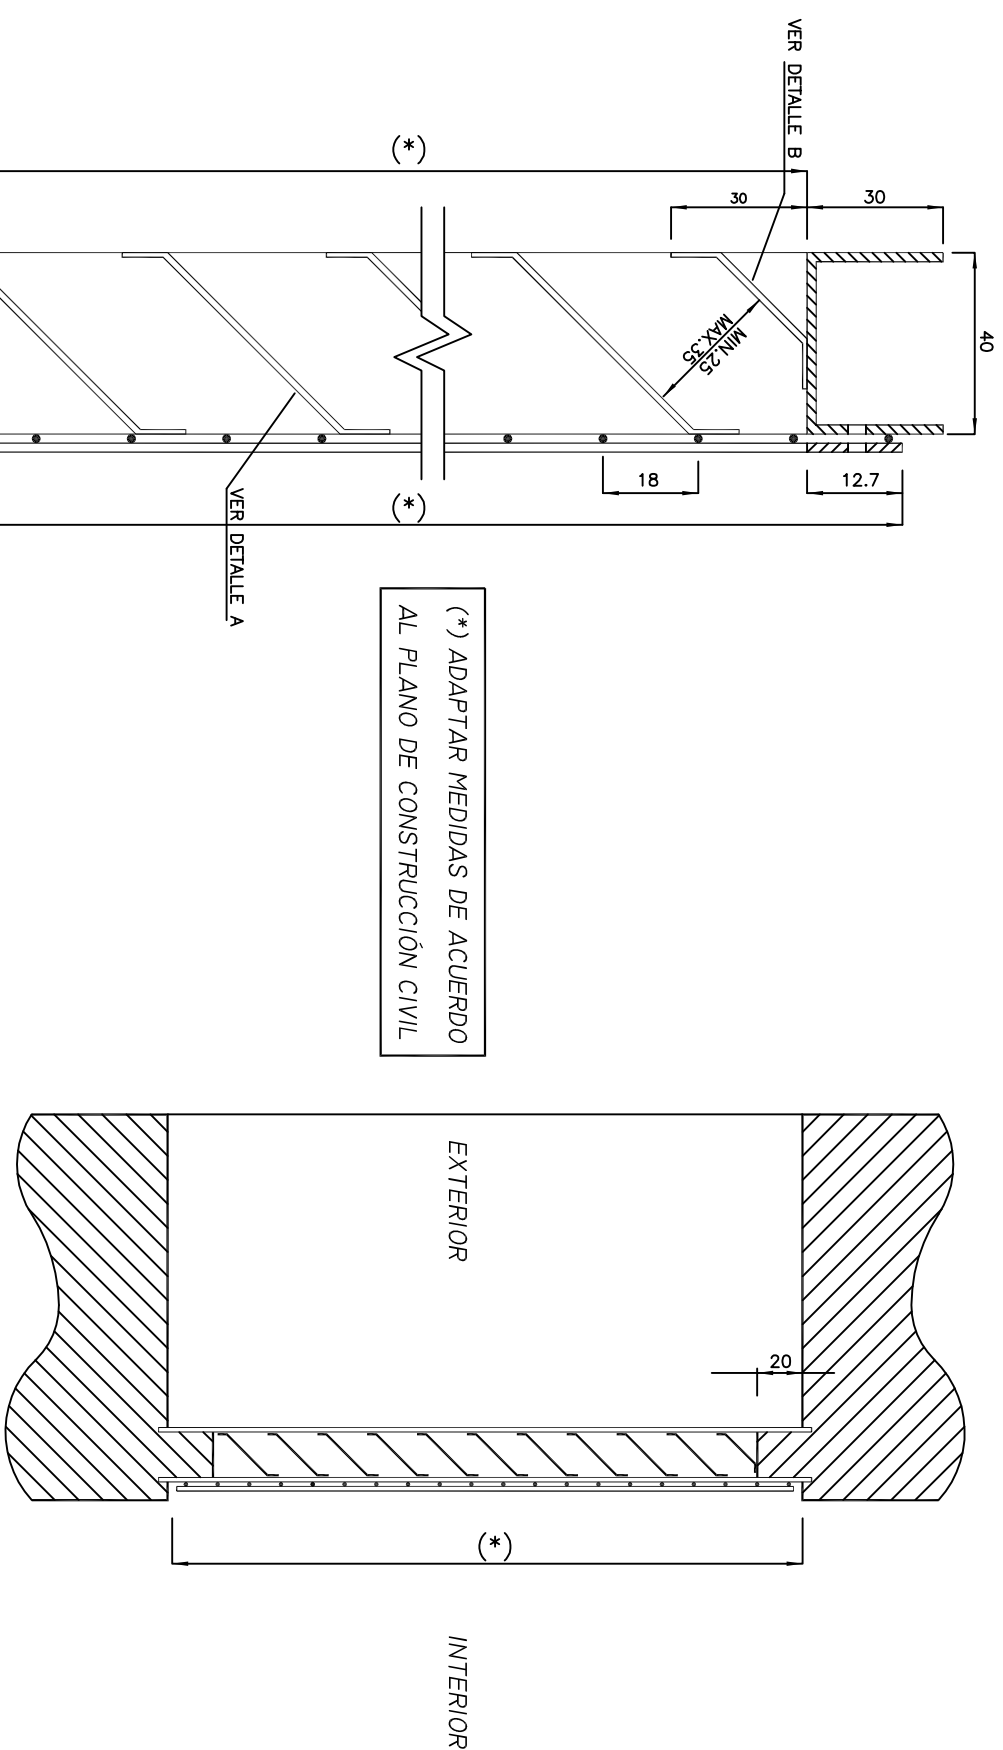 VER DETALLE B
(*)
30
30
40
MIN.25
MAX.35
18
12.7
(*)
VER DETALLE A
(*) ADAPTAR MEDIDAS DE ACUERDO
AL PLANO DE CONSTRUCCIÓN CIVIL
EXTERIOR
20
(*)
INTERIOR